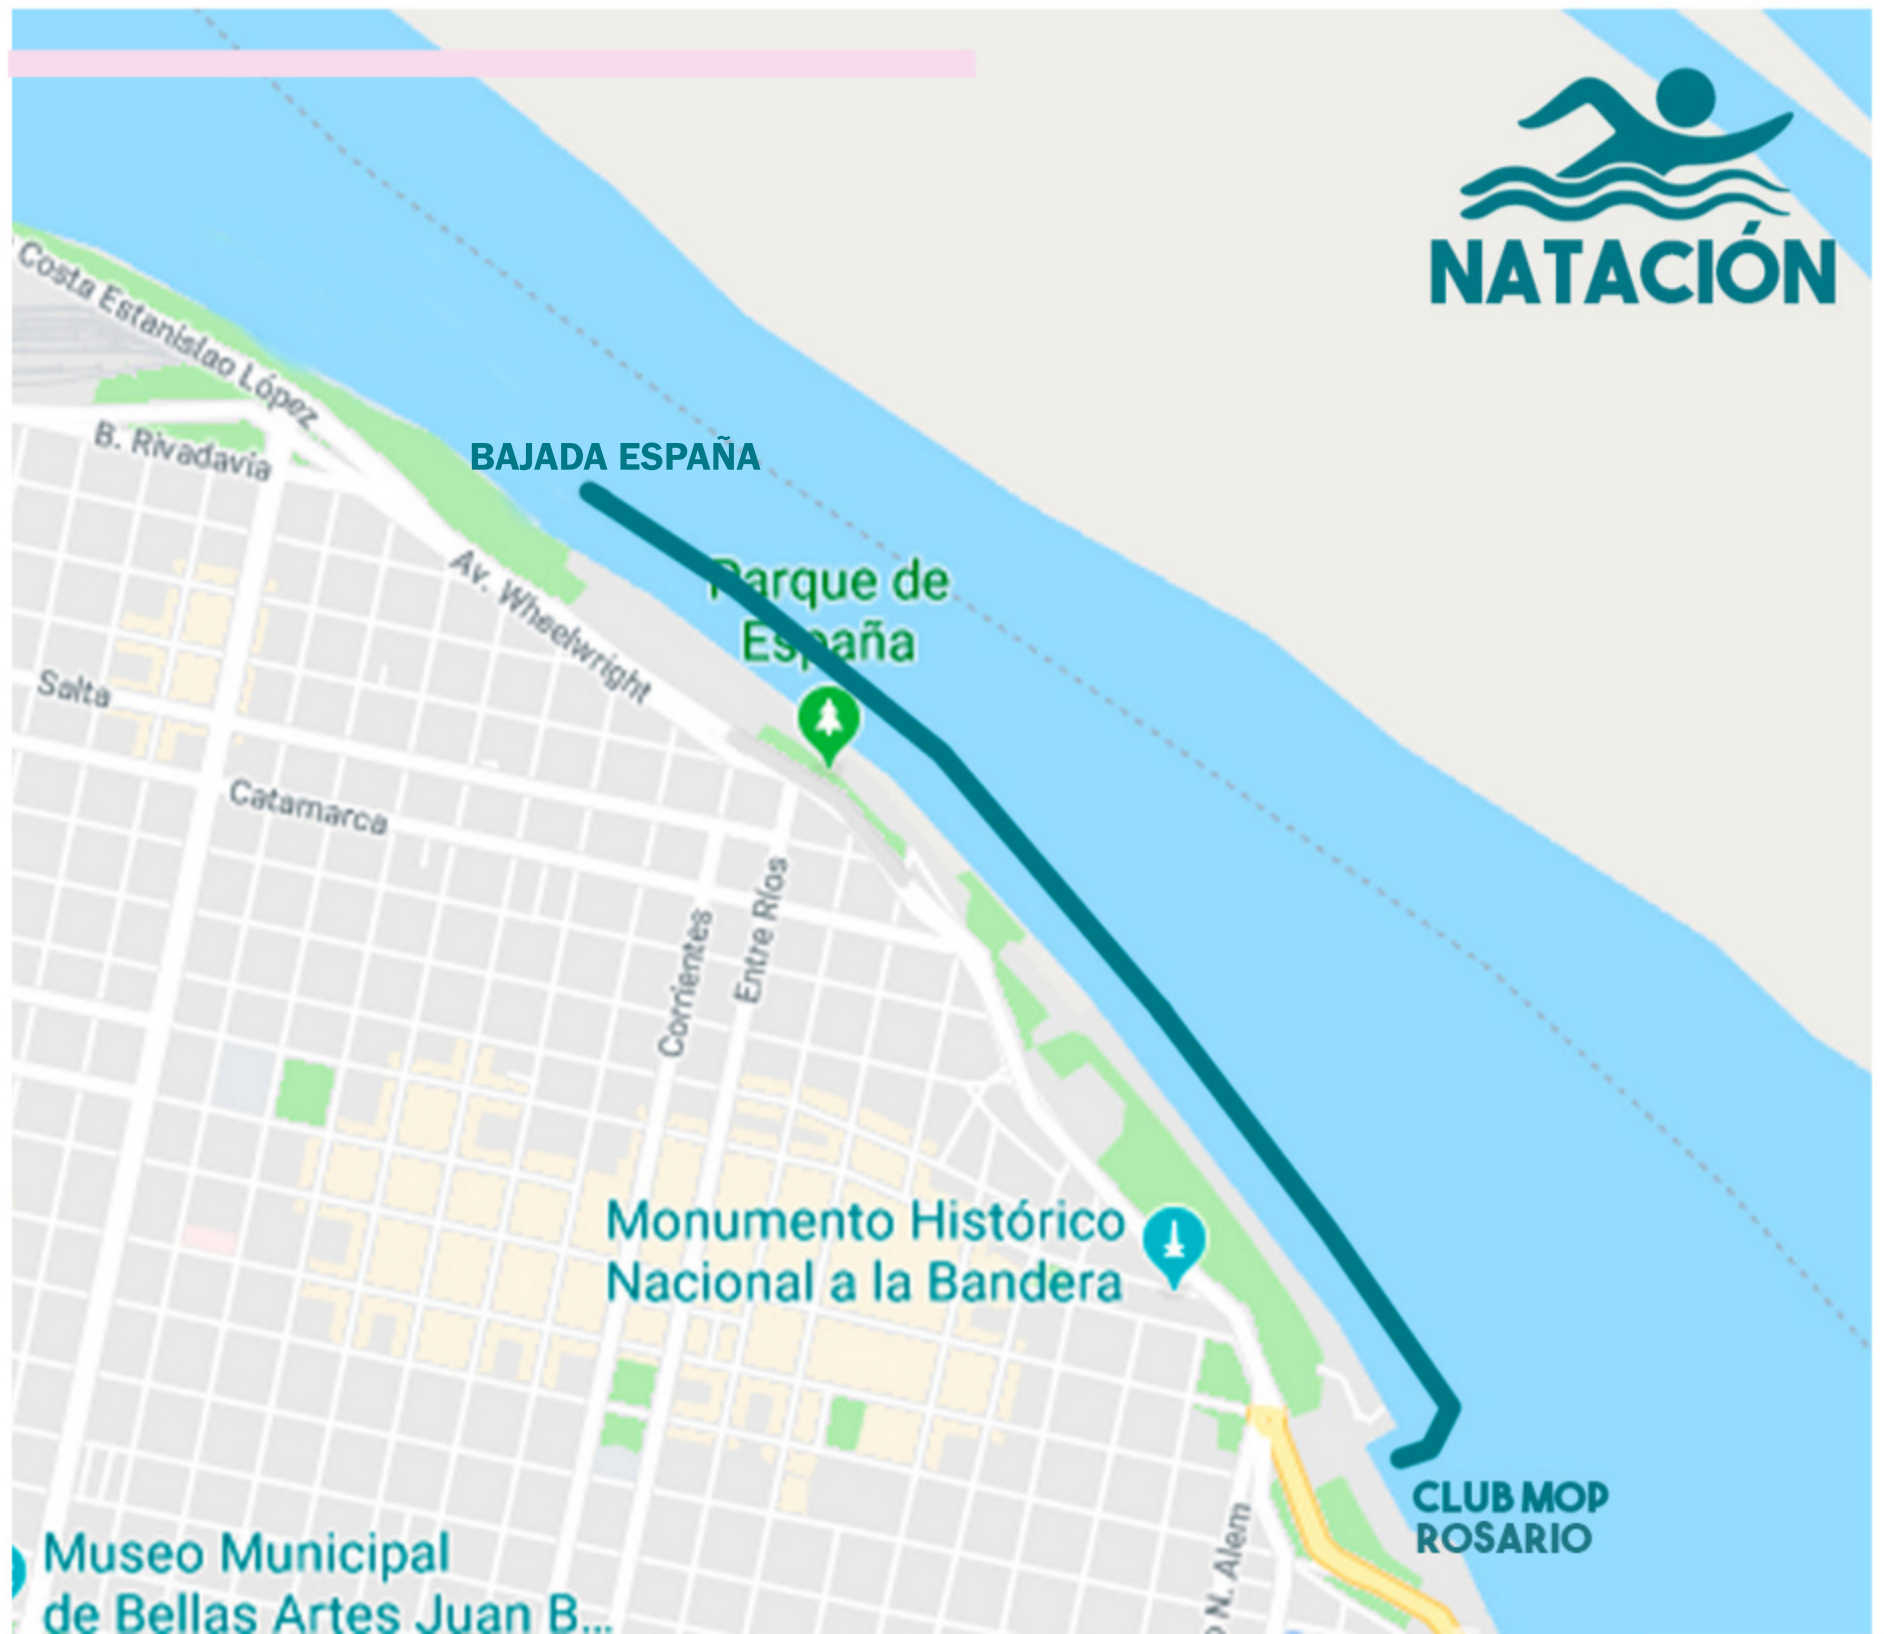 NATACIÓN
Costa Estanislao López
B. Rivadavia
BAJADA ESPAÑA
Av. Wheelwright
Parque de
España
Salta
Catamarca
Corrientes
Entre Ríos
Monumento Histórico
Nacional a la Bandera
CLUB MOP
ROSARIO
N. Alem
Museo Municipal
de Bellas Artes Juan B...